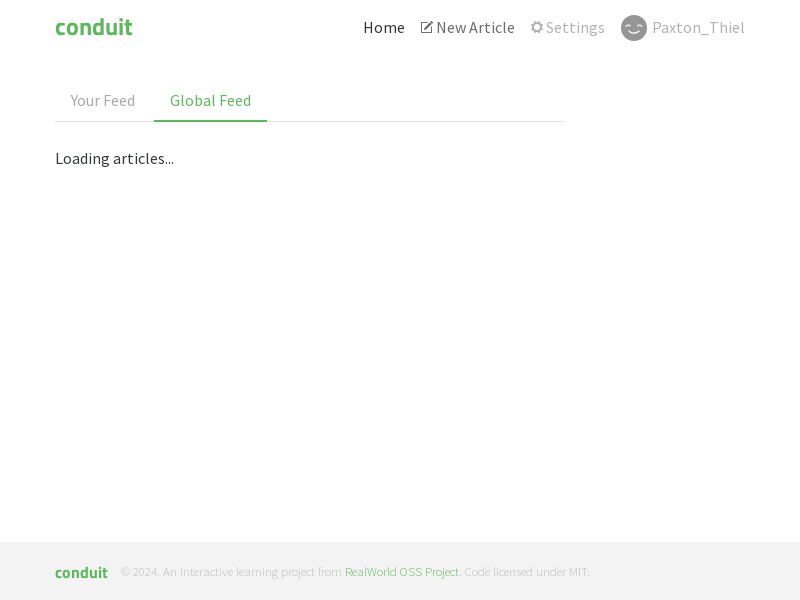 conduit
Home New Article Settings Paxton_Thiel
Your Feed Global Feed
Loading articles...
conduit © 2024. An interactive learning project from RealWorld OSS Project. Code licensed under MIT.